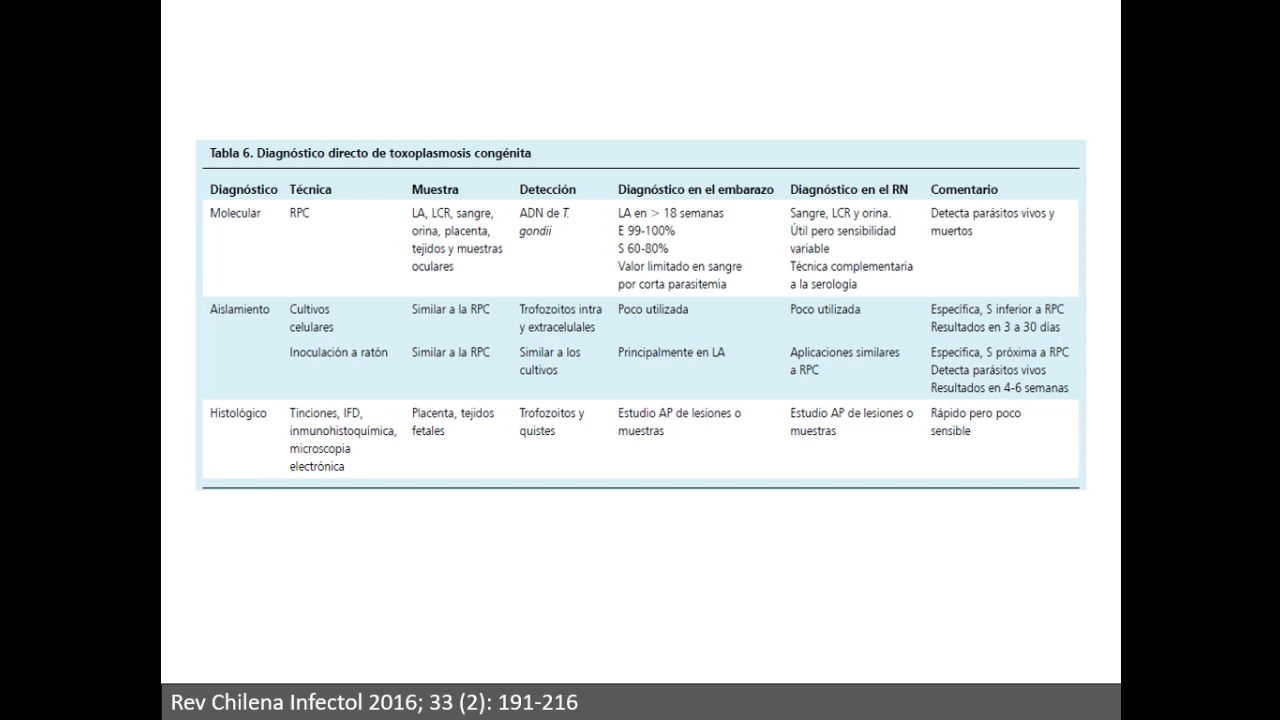 Tabla 6. Diagnóstico directo de toxoplasmosis congénita
Diagnóstico Técnica Muestra Detección Diagnóstico en el embarazo Diagnóstico en el RN Comentario
Molecular RPC LA, LCR, sangre, ADN de T. LA en > 18 semanas Sangre, LCR y orina. Detecta parásitos vivos y
orina, placenta, gondii E 99-100% Útil pero sensibilidad muertos
tejidos y muestras S 60-80% variable
oculares Valor limitado en sangre Técnica complementaria
por corta parasitemia a la serología
Aislamiento Cultivos Similar a la RPC Trofozoitos intra Poco utilizada Poco utilizada Específica, S inferior a RPC
celulares y extracelulales Resultados en 3 a 30 días
Inoculación a ratón Similar a la RPC Similar a los Principalmente en LA Aplicaciones similares Específica, S próxima a RPC
cultivos a RPC Detecta parásitos vivos
Resultados en 4-6 semanas
Histológico Tinciones, IFD, Placenta, tejidos Trofozoitos y Estudio AP de lesiones o Estudio AP de lesiones o Rápido pero poco
inmunohistoquímica, fetales quistes muestras muestras sensible
microscopia
electrónica
Rev Chilena Infectol 2016; 33 (2): 191-216